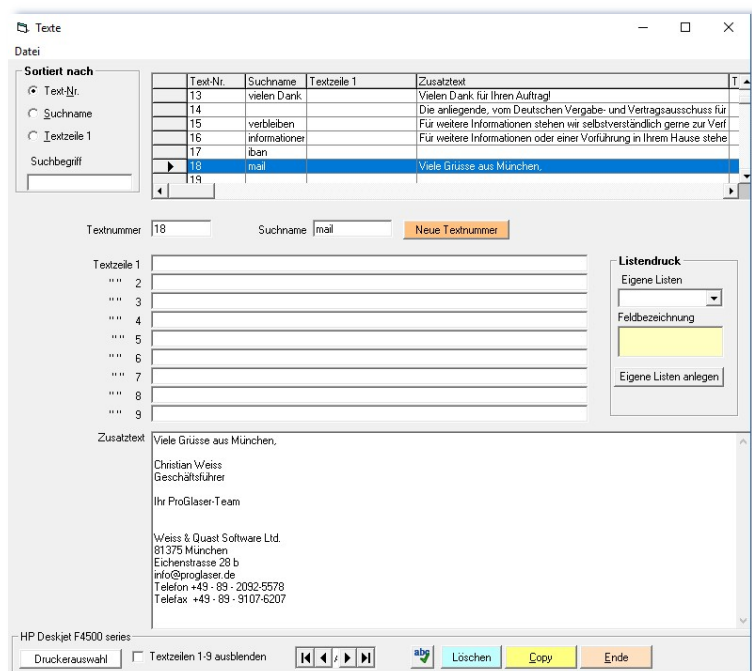 Texte
Datei
Sortiert nach
Text-Nr.
Suchname
Textzeile 1
Suchbegriff
Text-Nr. Suchname Textzeile 1 Zusatztext T
13 vielen Dank Vielen Dank für Ihren Auftrag!
14 Die anliegende, vom Deutschen Vergabe- und Vertragsausschuss für
15 verbleiben Für weitere Informationen stehen wir selbstverständlich gerne zur Verf
16 informationer Für weitere Informationen oder einer Vorführung in Ihrem Hause stehe
17 iban
18 mail Viele Grüsse aus München,
19
Textnummer 18 Suchname mail Neue Textnummer
Textzeile 1
"" "" 2
"" "" 3
"" "" 4
"" "" 5
"" "" 6
"" "" 7
"" "" 8
"" "" 9
Listendruck
Eigene Listen
Feldbezeichnung
Eigene Listen anlegen
Zusatztext
Viele Grüsse aus München,
Christian Weiss
Geschäftsführer
Ihr ProGlaser-Team
Weiss & Quast Software Ltd.
81375 München
Eichenstrasse 28 b
info@proglaser.de
Telefon +49 - 89 - 2092-5578
Telefax +49 - 89 - 9107-6207
HP Deskjet F4500 series
Druckerauswahl Textzeilen 1-9 ausblenden abc Löschen Copy Ende